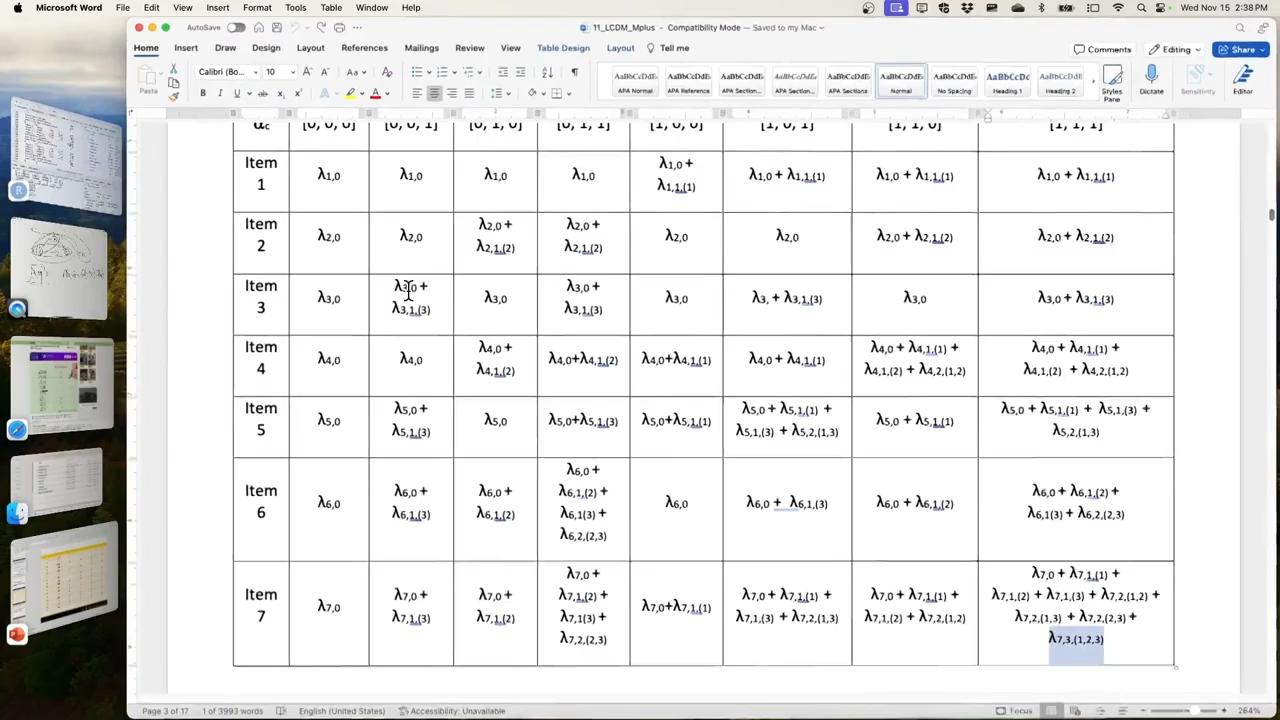 Microsoft Word File Edit View Insert Format Tools Table Window Help Wed Nov 15 2:38 PM
AutoSave 11_LCDM_Mplus - Compatibility Mode - Saved to my Mac
Home Insert Draw Design Layout References Mailings Review View Table Design Layout Tell me Comments Editing Share
Paste Calibri (Bo... 10 AaBbCcDdE AaBbCcDdE AaBbCcDdE AaBbCcDdE AaBbCcDdE AaBbCcDdE AaBbCcDdE AaBbCcDc AaBbCcDdE Styles Pane Dictate Sensitivity Editor
APA Normal APA Reference APA Section... APA Section... APA Sections Normal No Spacing Heading 1 Heading 2
αc [0, 0, 0] [0, 0, 1] [0, 1, 0] [0, 1, 1] [1, 0, 0] [1, 0, 1] [1, 1, 0] [1, 1, 1]
Item 1 λ1,0 λ1,0 λ1,0 λ1,0 λ1,0 + λ1,1,(1) λ1,0 + λ1,1,(1) λ1,0 + λ1,1,(1) λ1,0 + λ1,1,(1)
Item 2 λ2,0 λ2,0 λ2,0 + λ2,1,(2) λ2,0 + λ2,1,(2) λ2,0 λ2,0 λ2,0 + λ2,1,(2) λ2,0 + λ2,1,(2)
Item 3 λ3,0 λ3,0 + λ3,1,(3) λ3,0 λ3,0 + λ3,1,(3) λ3,0 λ3, + λ3,1,(3) λ3,0 λ3,0 + λ3,1,(3)
Item 4 λ4,0 λ4,0 λ4,0 + λ4,1,(2) λ4,0+λ4,1,(2) λ4,0+λ4,1,(1) λ4,0 + λ4,1,(1) λ4,0 + λ4,1,(1) + λ4,1,(2) + λ4,2,(1,2) λ4,0 + λ4,1,(1) + λ4,1,(2) + λ4,2,(1,2)
Item 5 λ5,0 λ5,0 + λ5,1,(3) λ5,0 λ5,0+λ5,1,(3) λ5,0+λ5,1,(1) λ5,0 + λ5,1,(1) + λ5,1,(3) + λ5,2,(1,3) λ5,0 + λ5,1,(1) λ5,0 + λ5,1,(1) + λ5,1,(3) + λ5,2,(1,3)
Item 6 λ6,0 λ6,0 + λ6,1,(3) λ6,0 + λ6,1,(2) λ6,0 + λ6,1,(2) + λ6,1(3) + λ6,2,(2,3) λ6,0 λ6,0 + λ6,1,(3) λ6,0 + λ6,1,(2) λ6,0 + λ6,1,(2) + λ6,1(3) + λ6,2,(2,3)
Item 7 λ7,0 λ7,0 + λ7,1,(3) λ7,0 + λ7,1,(2) λ7,0 + λ7,1,(2) + λ7,1(3) + λ7,2,(2,3) λ7,0+λ7,1,(1) λ7,0 + λ7,1,(1) + λ7,1,(3) + λ7,2,(1,3) λ7,0 + λ7,1,(1) + λ7,1,(2) + λ7,2,(1,2) λ7,0 + λ7,1,(1) + λ7,1,(2) + λ7,1,(3) + λ7,2,(1,2) + λ7,2,(1,3) + λ7,2,(2,3) + λ7,3,(1,2,3)
Page 3 of 17 1 of 3993 words English (United States) Accessibility: Unavailable Focus 264%